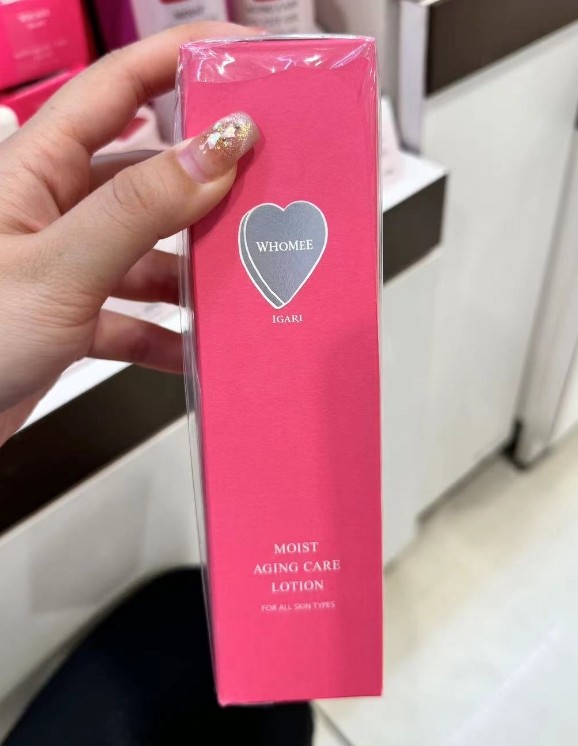 WHOMEE
IGARI
MOIST
AGING CARE
LOTION
FOR ALL SKIN TYPES